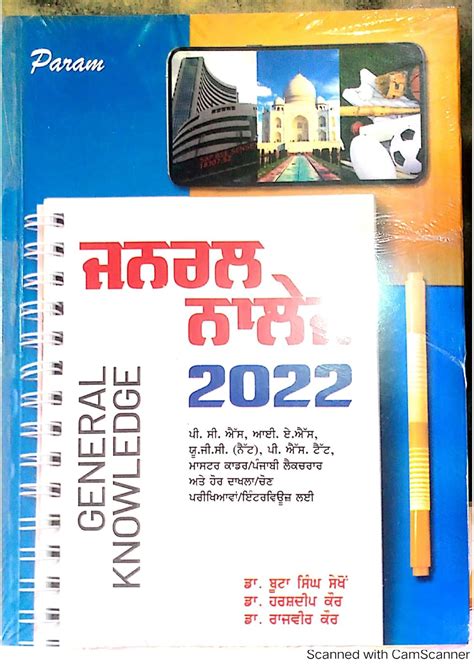 Param
ਜਨਰਲ
2022
GENERAL
KNOWLEDGE
ਪੀ. ਸੀ. ਐੱਸ, ਆਈ. ਏ.ਐੱਸ,
ਯੂ.ਜੀ.ਸੀ. (ਨੈੱਟ), ਪੀ. ਐੱਸ. ਟੈੱਟ,
ਮਾਸਟਰ ਕਾਡਰ/ਪੰਜਾਬੀ ਲੈਕਚਰਾਰ
ਅਤੇ ਹੋਰ ਦਾਖਲਾ/ਚੋਣ
ਪਰੀਖਿਆਵਾਂ/ਇੰਟਰਵਿਊਜ਼ ਲਈ
ਡਾ. ਬੂਟਾ ਸਿੰਘ ਸੇਖੋਂ
ਡਾ. ਹਰਸ਼ਦੀਪ ਕੌਰ
ਡਾ. ਰਾਜਵੀਰ ਕੌਰ
Scanned with CamScanner